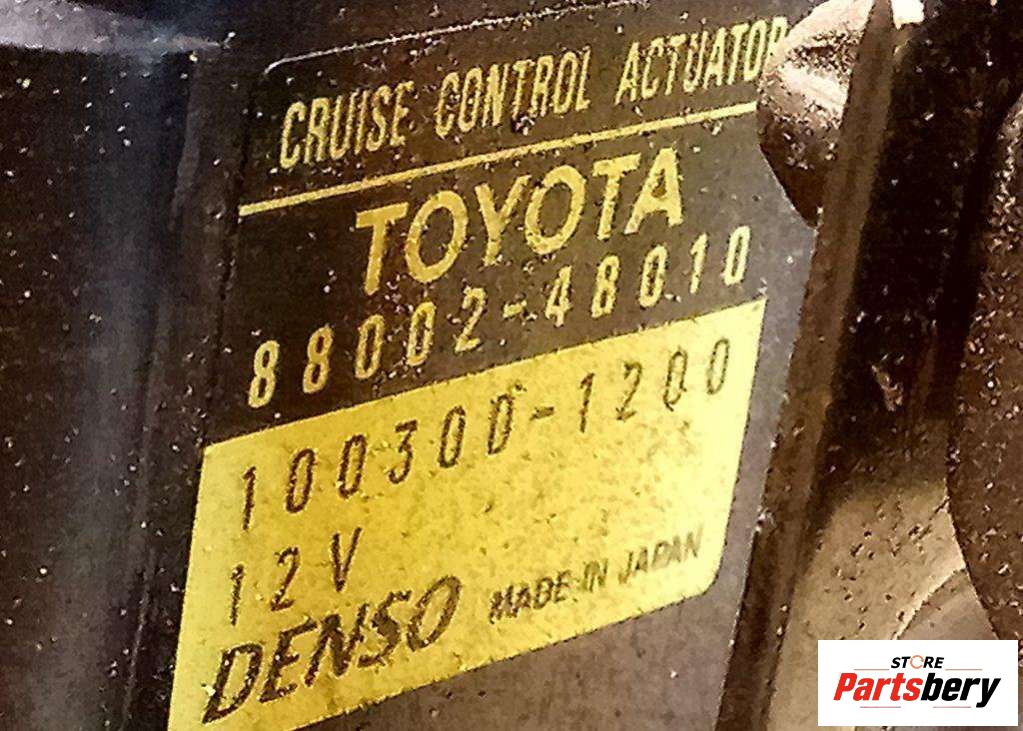 CRUISE CONTROL ACTUATOR
TOYOTA
88002-48010
100300-1200
12V
DENSO MADE IN JAPAN
STORE
Partsbery